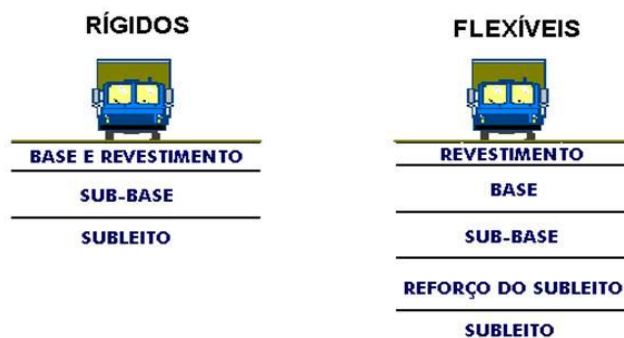 RÍGIDOS
BASE E REVESTIMENTO
SUB-BASE
SUBLEITO
FLEXÍVEIS
REVESTIMENTO
BASE
SUB-BASE
REFORÇO DO SUBLEITO
SUBLEITO